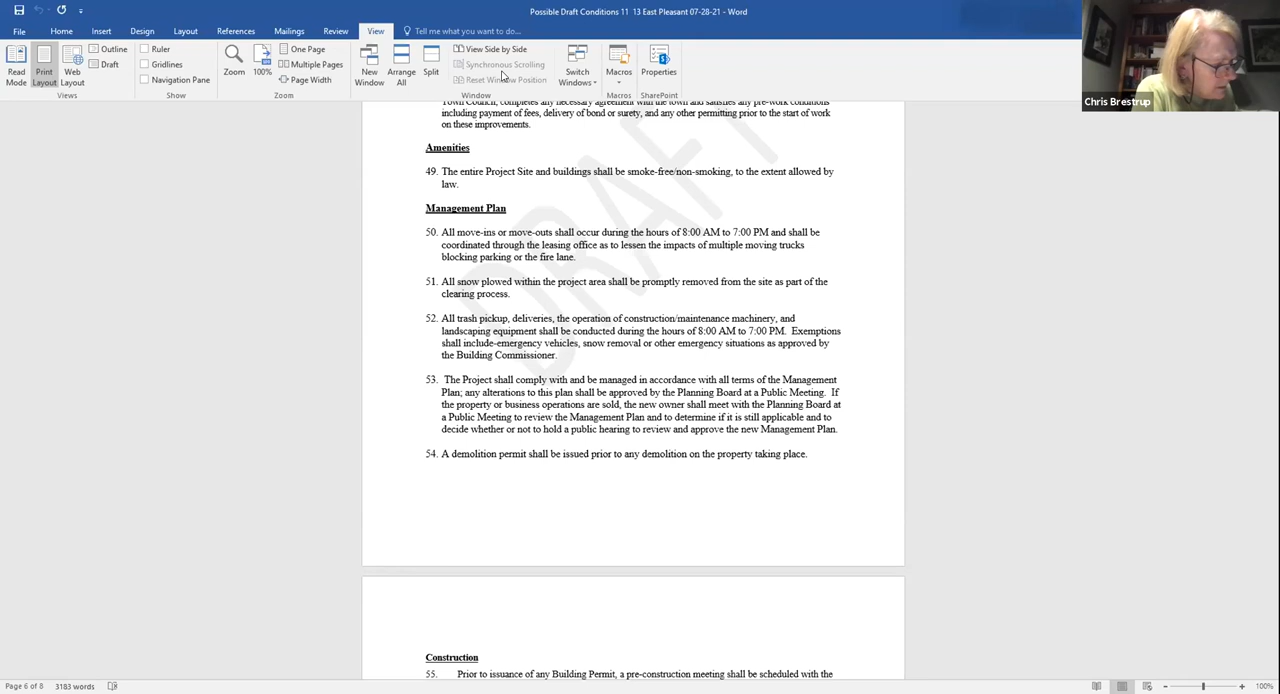 Possible Draft Conditions 11 13 East Pleasant 07-28-21 - Word
File Home Insert Design Layout References Mailings Review View Tell me what you want to do...
Read Mode
Print Layout
Web Layout
Outline
Draft
Views
Ruler
Gridlines
Navigation Pane
Show
Zoom
100%
One Page
Multiple Pages
Page Width
Zoom
New Window
Arrange All
Split
View Side by Side
Synchronous Scrolling
Reset Window Position
Window
Switch Windows
Macros
Macros
Properties
SharePoint
Chris Brestrup
Town Council, completes any necessary agreement with the town and satisfies any pre-work conditions
including payment of fees, delivery of bond or surety, and any other permitting prior to the start of work
on these improvements.
Amenities
49. The entire Project Site and buildings shall be smoke-free/non-smoking, to the extent allowed by
law.
Management Plan
50. All move-ins or move-outs shall occur during the hours of 8:00 AM to 7:00 PM and shall be
coordinated through the leasing office as to lessen the impacts of multiple moving trucks
blocking parking or the fire lane.
51. All snow plowed within the project area shall be promptly removed from the site as part of the
clearing process.
52. All trash pickup, deliveries, the operation of construction/maintenance machinery, and
landscaping equipment shall be conducted during the hours of 8:00 AM to 7:00 PM. Exemptions
shall include-emergency vehicles, snow removal or other emergency situations as approved by
the Building Commissioner.
53. The Project shall comply with and be managed in accordance with all terms of the Management
Plan; any alterations to this plan shall be approved by the Planning Board at a Public Meeting. If
the property or business operations are sold, the new owner shall meet with the Planning Board at
a Public Meeting to review the Management Plan and to determine if it is still applicable and to
decide whether or not to hold a public hearing to review and approve the new Management Plan.
54. A demolition permit shall be issued prior to any demolition on the property taking place.
DRAFT
Construction
55. Prior to issuance of any Building Permit, a pre-construction meeting shall be scheduled with the
Page 6 of 8 3183 words 100%